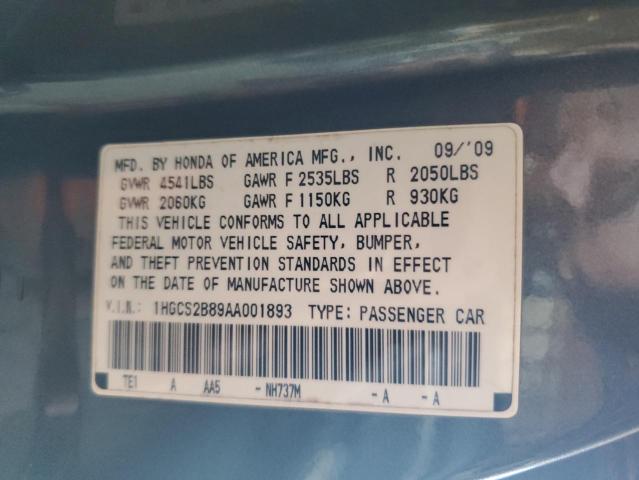 MFD. BY HONDA OF AMERICA MFG., INC. 09/'09
GVWR 4541LBS GAWR F 2535LBS R 2050LBS
GVWR 2060KG GAWR F 1150KG R 930KG
THIS VEHICLE CONFORMS TO ALL APPLICABLE
FEDERAL MOTOR VEHICLE SAFETY, BUMPER,
AND THEFT PREVENTION STANDARDS IN EFFECT
ON THE DATE OF MANUFACTURE SHOWN ABOVE.
V.I.N.: 1HGCS2B89AA001893 TYPE: PASSENGER CAR
TE1 A AA5 - NH737M - A - A